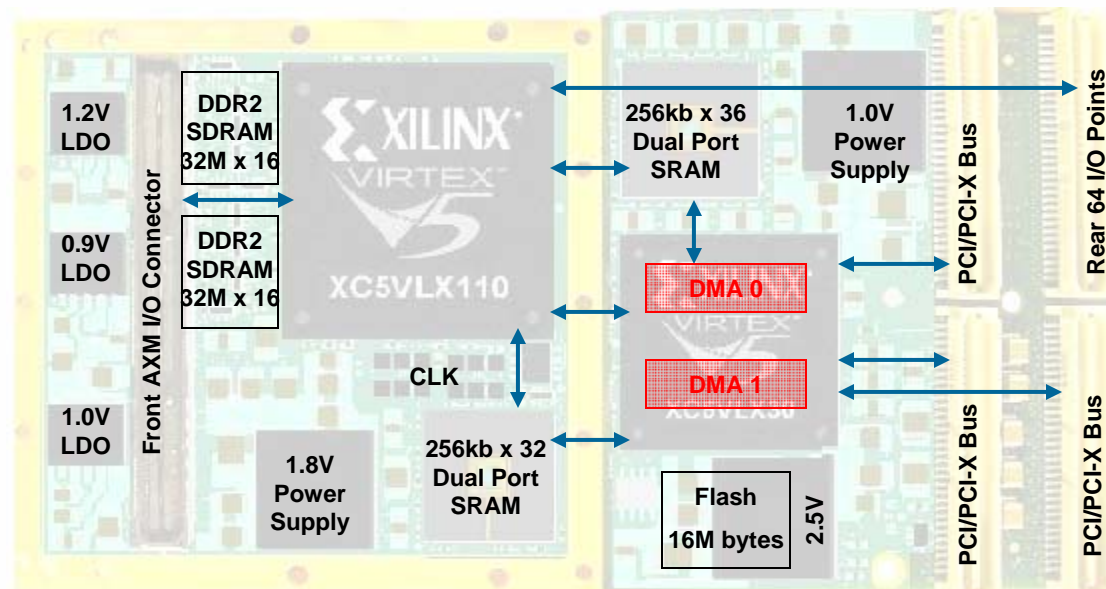 1.2V
LDO
0.9V
LDO
1.0V
LDO
Front AXM I/O Connector
DDR2
SDRAM
32M x 16
DDR2
SDRAM
32M x 16
XILINX
VIRTEX
5
XC5VLX110
CLK
1.8V
Power
Supply
256kb x 32
Dual Port
SRAM
256kb x 36
Dual Port
SRAM
1.0V
Power
Supply
XILINX
DMA 0
VIRTEX
DMA 1
XC5VLX30
Flash
16M bytes
2.5V
PCI/PCI-X Bus
Rear 64 I/O Points
PCI/PCI-X Bus
PCI/PCI-X Bus